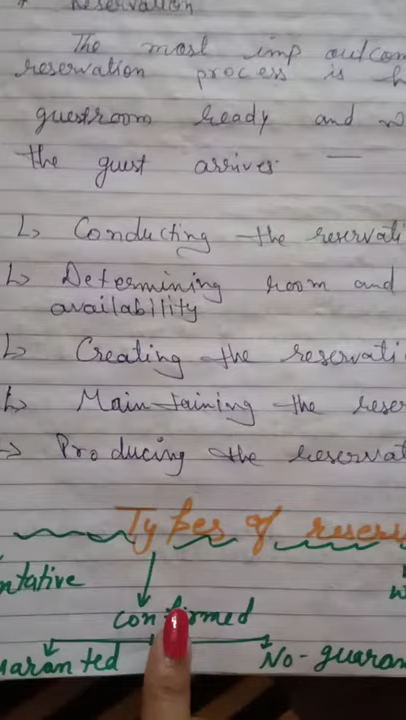 Reservation
The most imp outcom
reservation process is h
guestroom ready and w
the guest arrives —
↳ Conducting the reservati
↳ Determining room and
availability
↳ Creating the reservati
↳ Maintaining the reser
→ Producing the reservat
Types of reser
ntative
confirmed
uaranted No-guaran